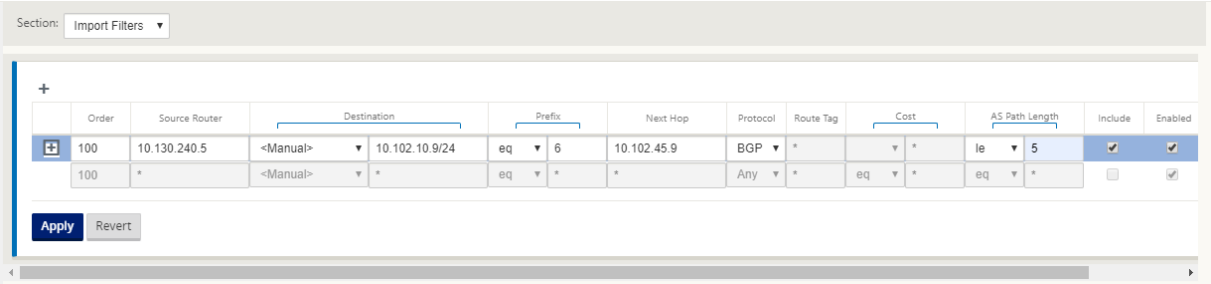 Section: Import Filters
+
Order Source Router Destination Prefix Next Hop Protocol Route Tag Cost AS Path Length Include Enabled
100 10.130.240.5 <Manual> 10.102.10.9/24 eq 6 10.102.45.9 BGP * * le 5
100 * <Manual> * eq * * Any * eq * eq *
Apply Revert